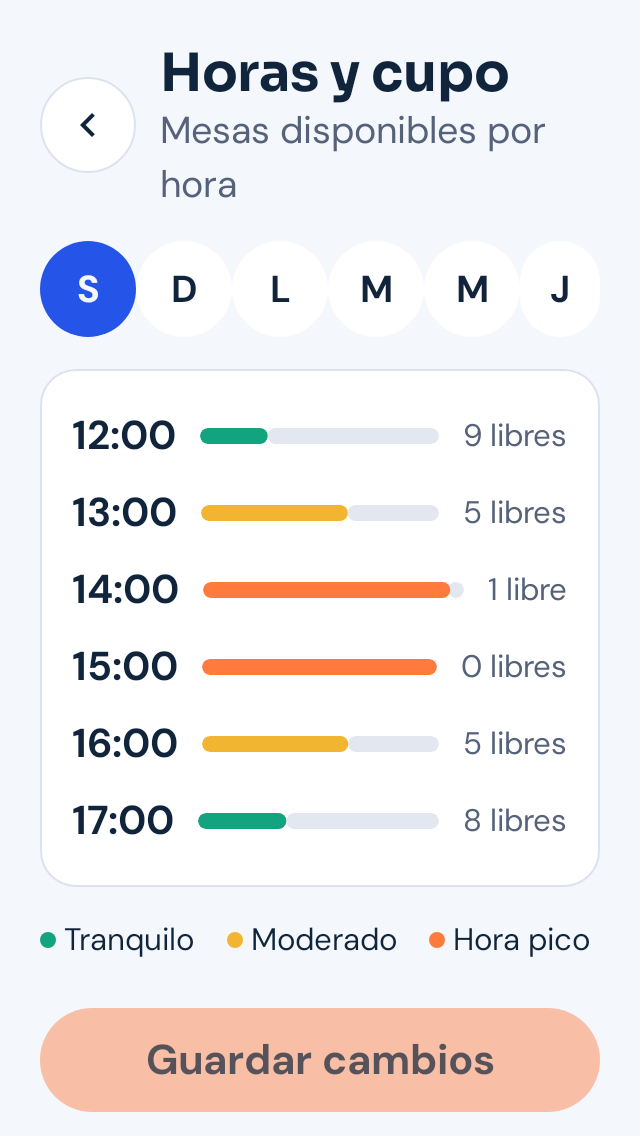 Horas y cupo
Mesas disponibles por
hora
S D L M M J
12:00 9 libres
13:00 5 libres
14:00 1 libre
15:00 0 libres
16:00 5 libres
17:00 8 libres
Tranquilo Moderado Hora pico
Guardar cambios